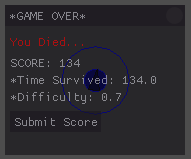 *GAME OVER*
You Died...
SCORE: 134
*Time Survived: 134.0
*Difficulty: 0.7
Submit Score